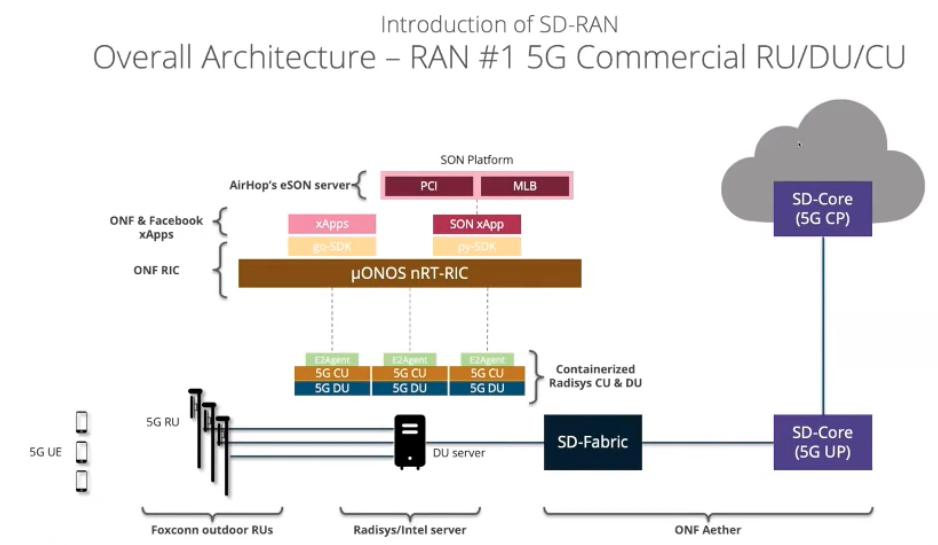 Introduction of SD-RAN
Overall Architecture – RAN #1 5G Commercial RU/DU/CU
SON Platform
AirHop's eSON server
PCI
MLB
SD-Core
(5G CP)
ONF & Facebook
xApps
xApps
SON xApp
go-SDK
py-SDK
ONF RIC
µONOS nRT-RIC
E2Agent
E2Agent
E2Agent
5G CU
5G CU
5G CU
5G DU
5G DU
5G DU
Containerized
Radisys CU & DU
5G RU
5G UE
DU server
SD-Fabric
SD-Core
(5G UP)
Foxconn outdoor RUs
Radisys/Intel server
ONF Aether